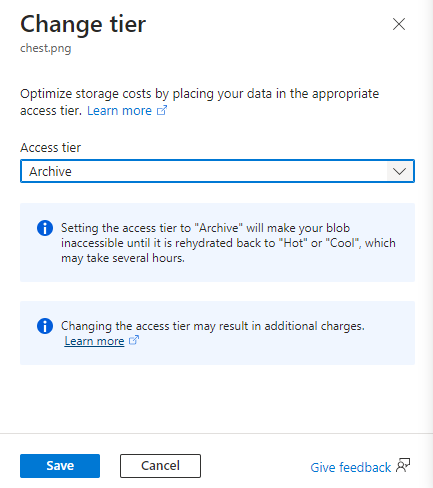 Change tier
chest.png
Optimize storage costs by placing your data in the appropriate
access tier. Learn more
Access tier
Archive
Setting the access tier to "Archive" will make your blob
inaccessible until it is rehydrated back to "Hot" or "Cool", which
may take several hours.
Changing the access tier may result in additional charges.
Learn more
Save
Cancel
Give feedback